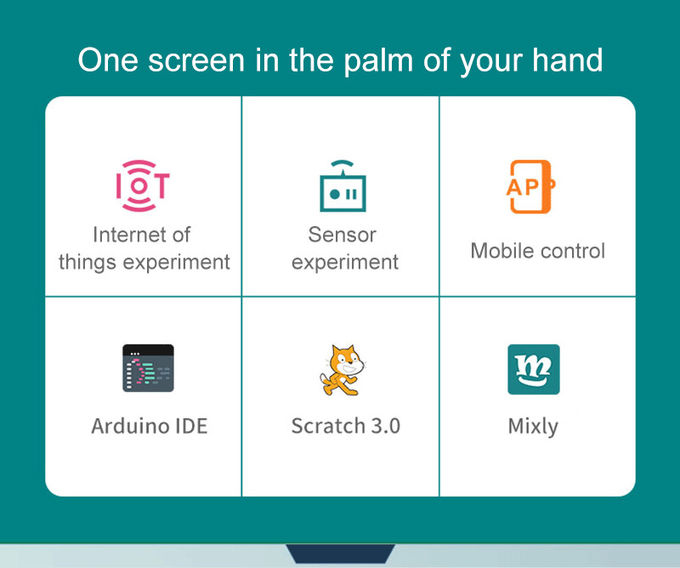 One screen in the palm of your hand
IOT
APP
Internet of
things experiment
Sensor
experiment
Mobile control
m
Arduino IDE
Scratch 3.0
Mixly